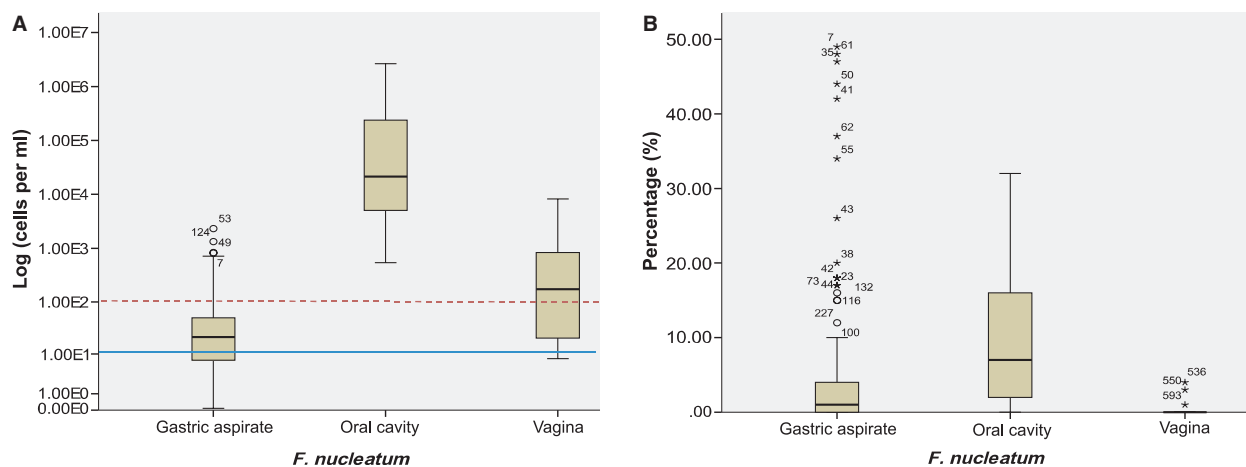 A
Log (cells per ml)
1.00E7
1.00E6
1.00E5
1.00E4
1.00E3
1.00E2
1.00E1
1.00E0
0.00E0
53
124
49
7
Gastric aspirate
Oral cavity
Vagina
F. nucleatum
B
Percentage (%)
50.00
40.00
30.00
20.00
10.00
.00
7
61
35
50
41
62
55
43
38
42
23
73
44
132
116
227
100
550
536
593
Gastric aspirate
Oral cavity
Vagina
F. nucleatum